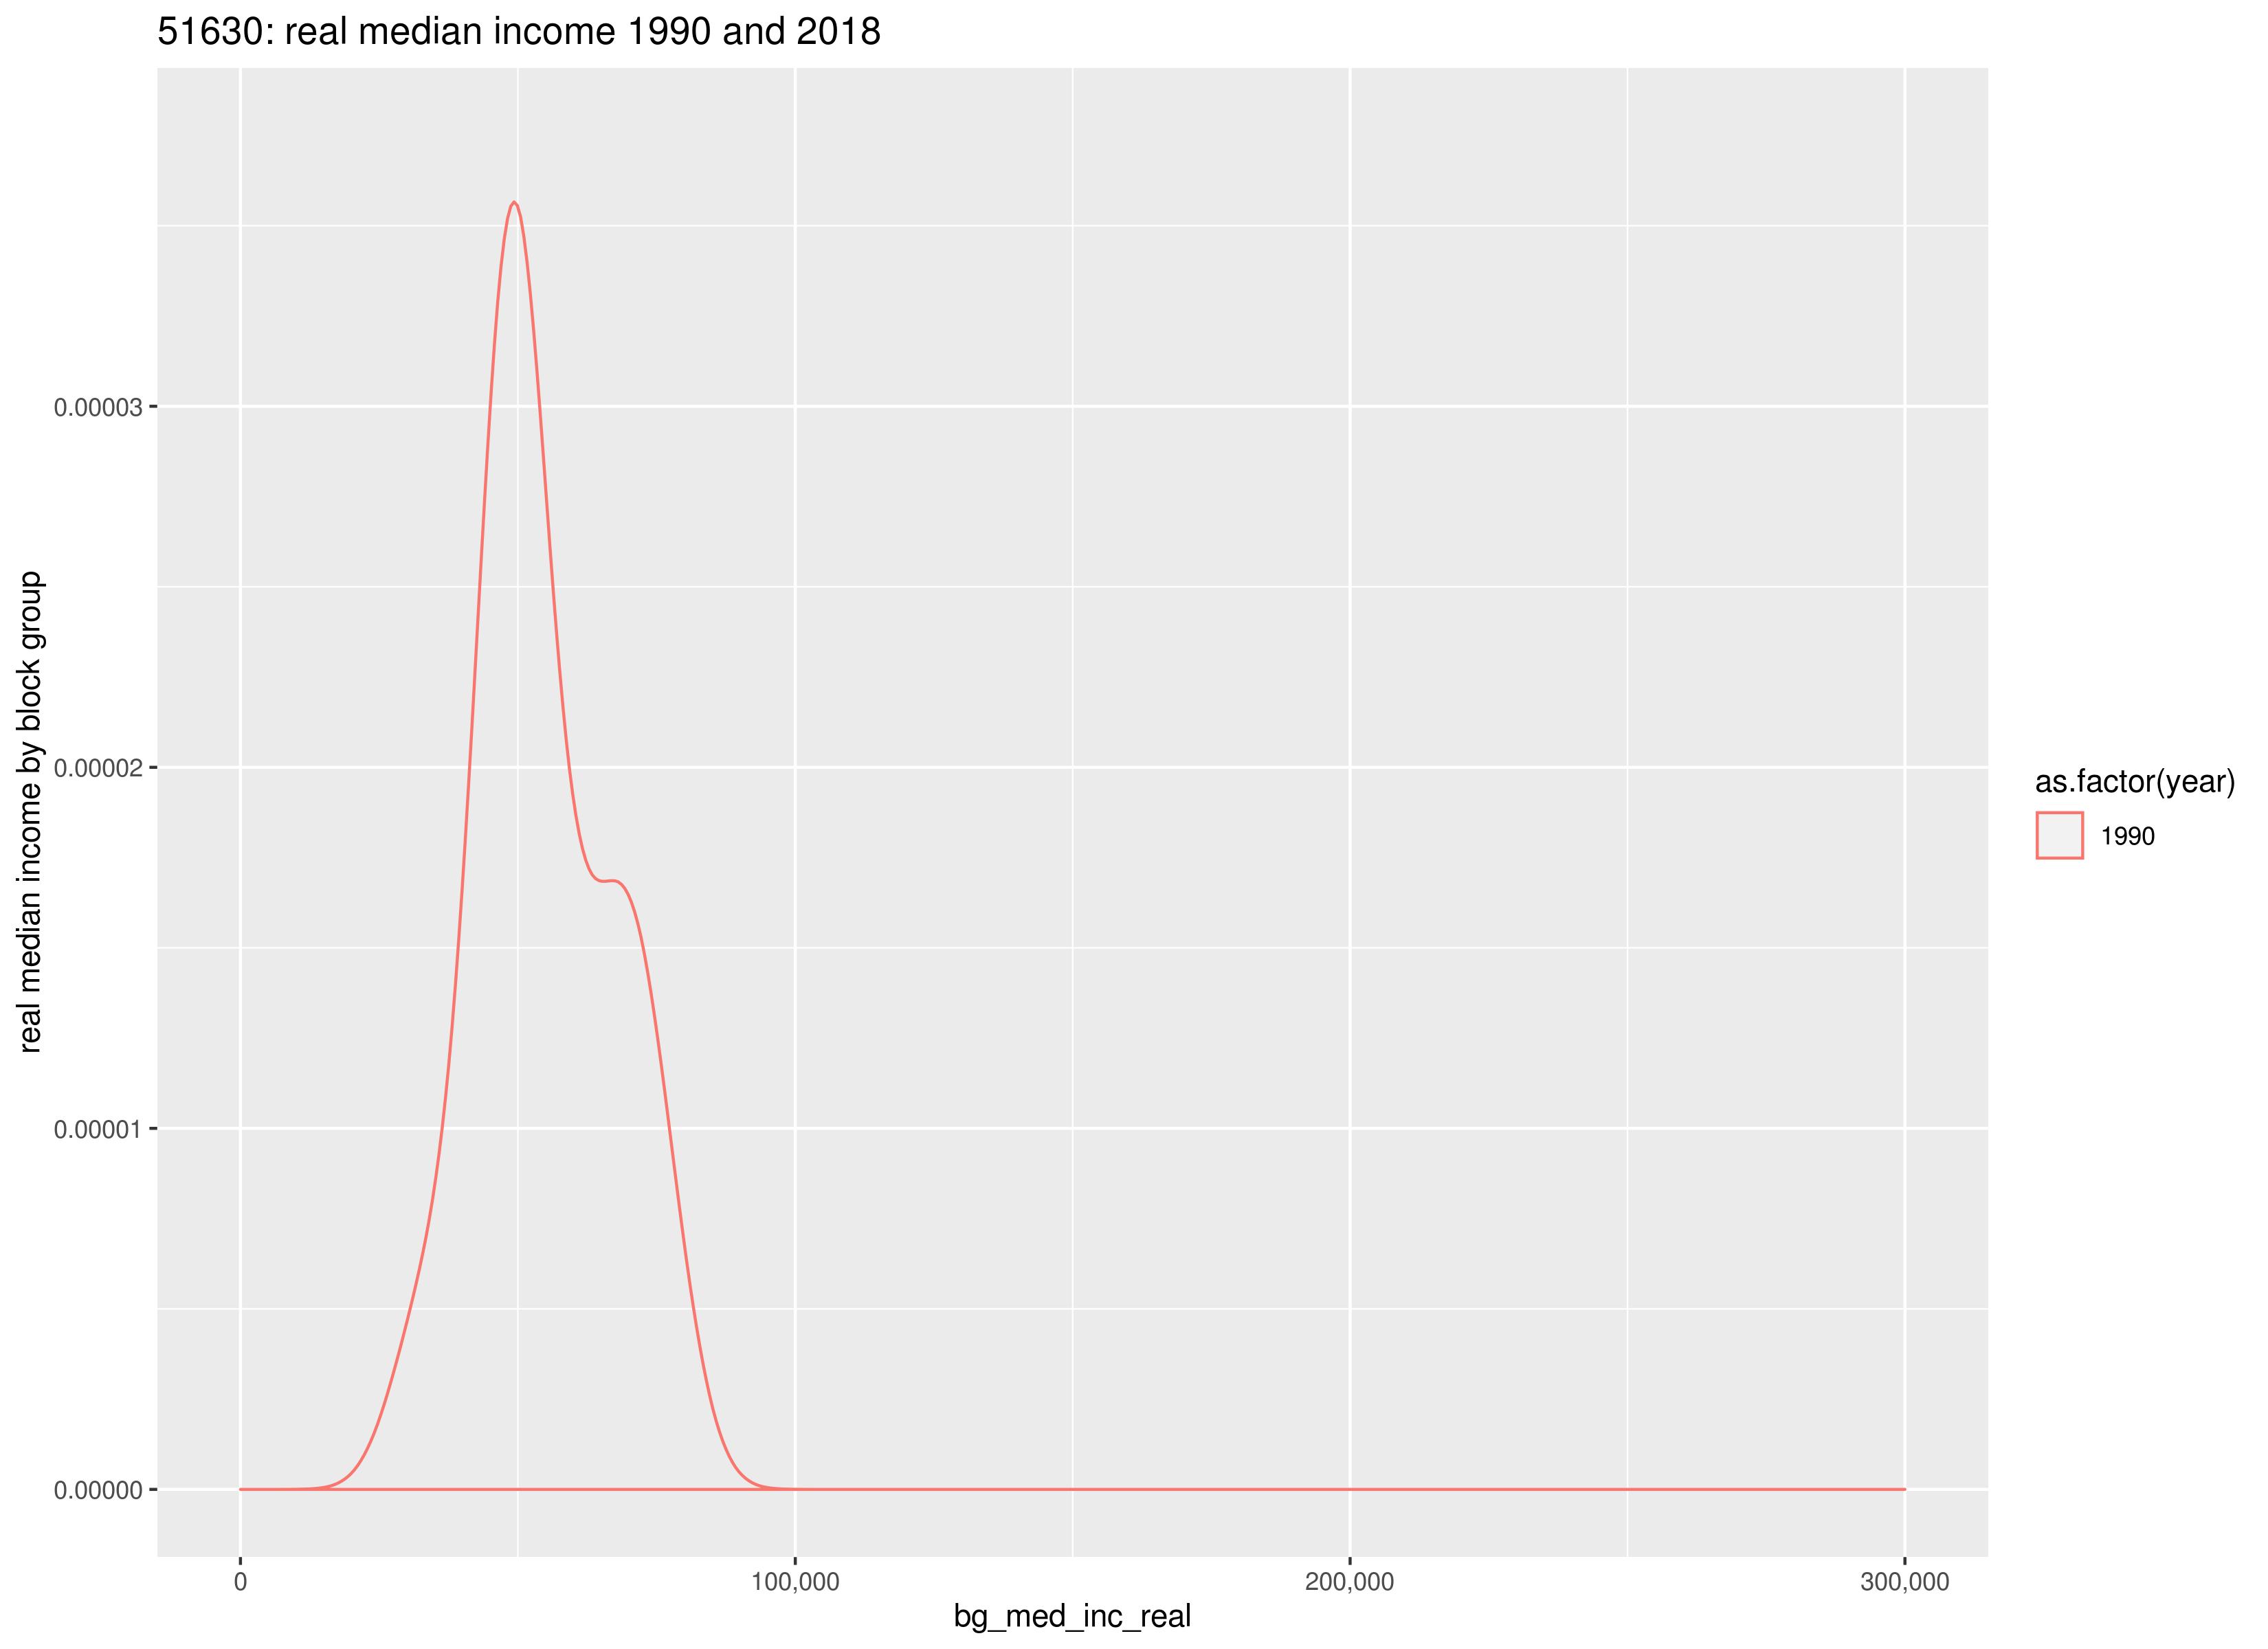 51630: real median income 1990 and 2018
real median income by block group
0.00003
0.00002
0.00001
0.00000
0
100,000
200,000
300,000
bg_med_inc_real
as.factor(year)
1990